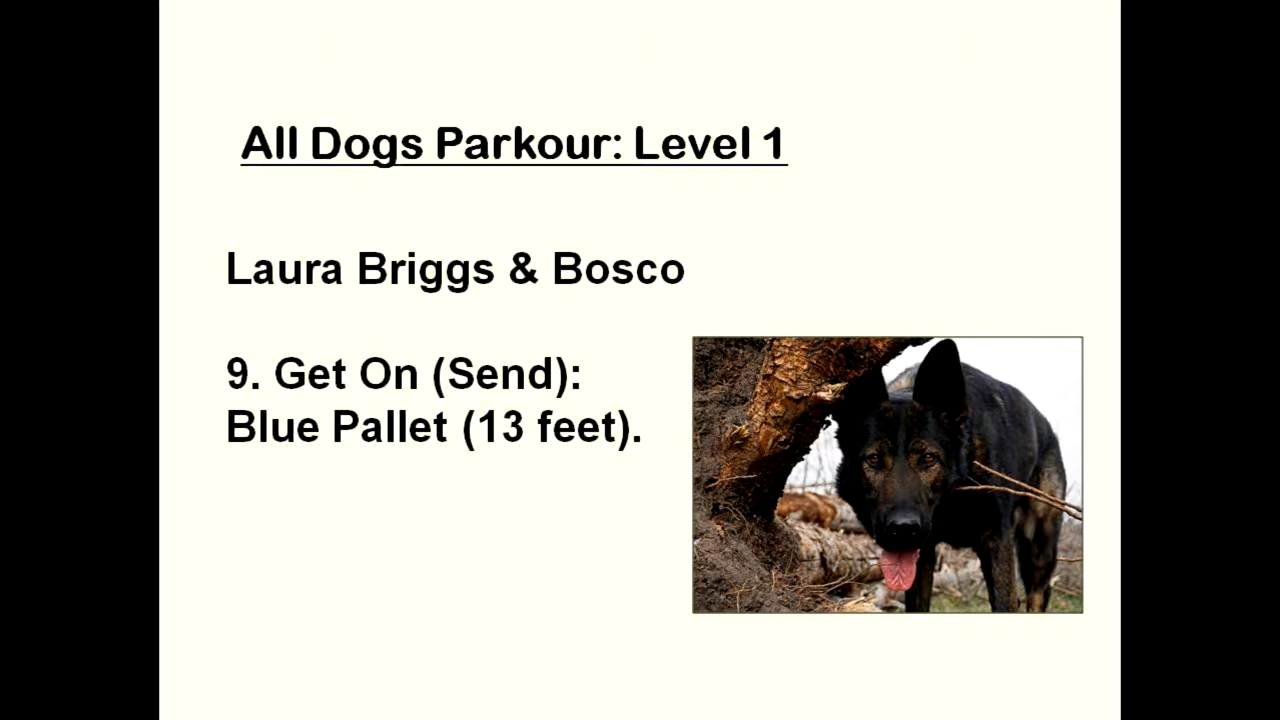 All Dogs Parkour: Level 1
Laura Briggs & Bosco
9. Get On (Send):
Blue Pallet (13 feet).